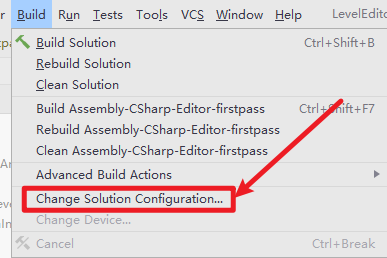 Build Run Tests Tools VCS Window Help LevelEdito
Build Solution Ctrl+Shift+B
Rebuild Solution
Clean Solution
Build Assembly-CSharp-Editor-firstpass Ctrl+Shift+F7
Rebuild Assembly-CSharp-Editor-firstpass
Clean Assembly-CSharp-Editor-firstpass
Advanced Build Actions
Change Solution Configuration...
Change Device...
Cancel Ctrl+Break